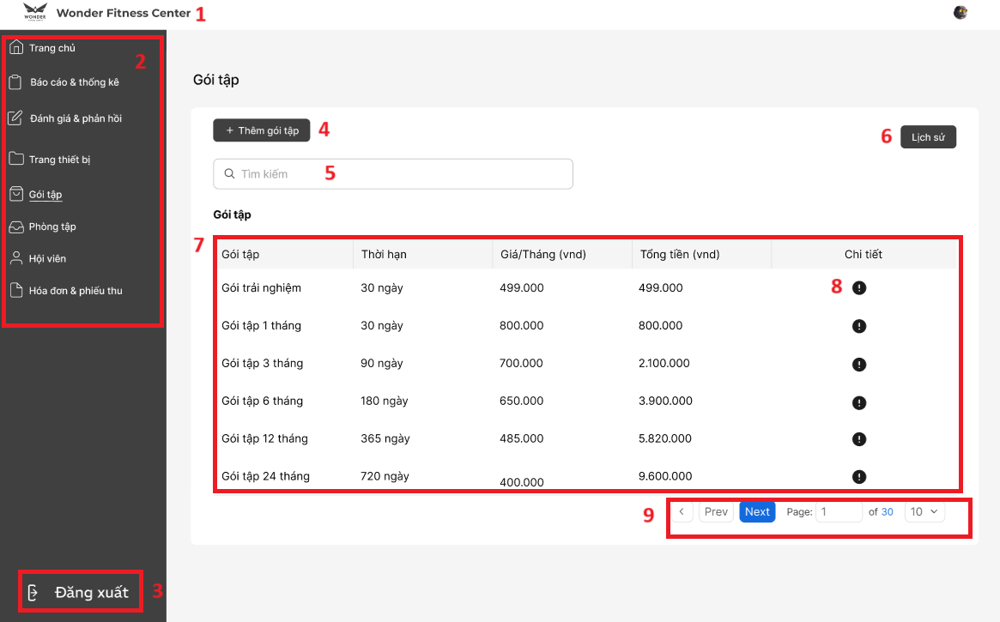 WONDER
Wonder Fitness Center 1
2
Trang chủ
Báo cáo & thống kê
Đánh giá & phản hồi
Trang thiết bị
Gói tập
Phòng tập
Hội viên
Hóa đơn & phiếu thu
Đăng xuất 3
Gói tập
+ Thêm gói tập 4
6 Lịch sử
Tìm kiếm 5
Gói tập
7
Gói tập Thời hạn Giá/Tháng (vnd) Tổng tiền (vnd) Chi tiết
Gói trải nghiệm 30 ngày 499.000 499.000 8
Gói tập 1 tháng 30 ngày 800.000 800.000
Gói tập 3 tháng 90 ngày 700.000 2.100.000
Gói tập 6 tháng 180 ngày 650.000 3.900.000
Gói tập 12 tháng 365 ngày 485.000 5.820.000
Gói tập 24 tháng 720 ngày 400.000 9.600.000
9 Prev Next Page: 1 of 30 10